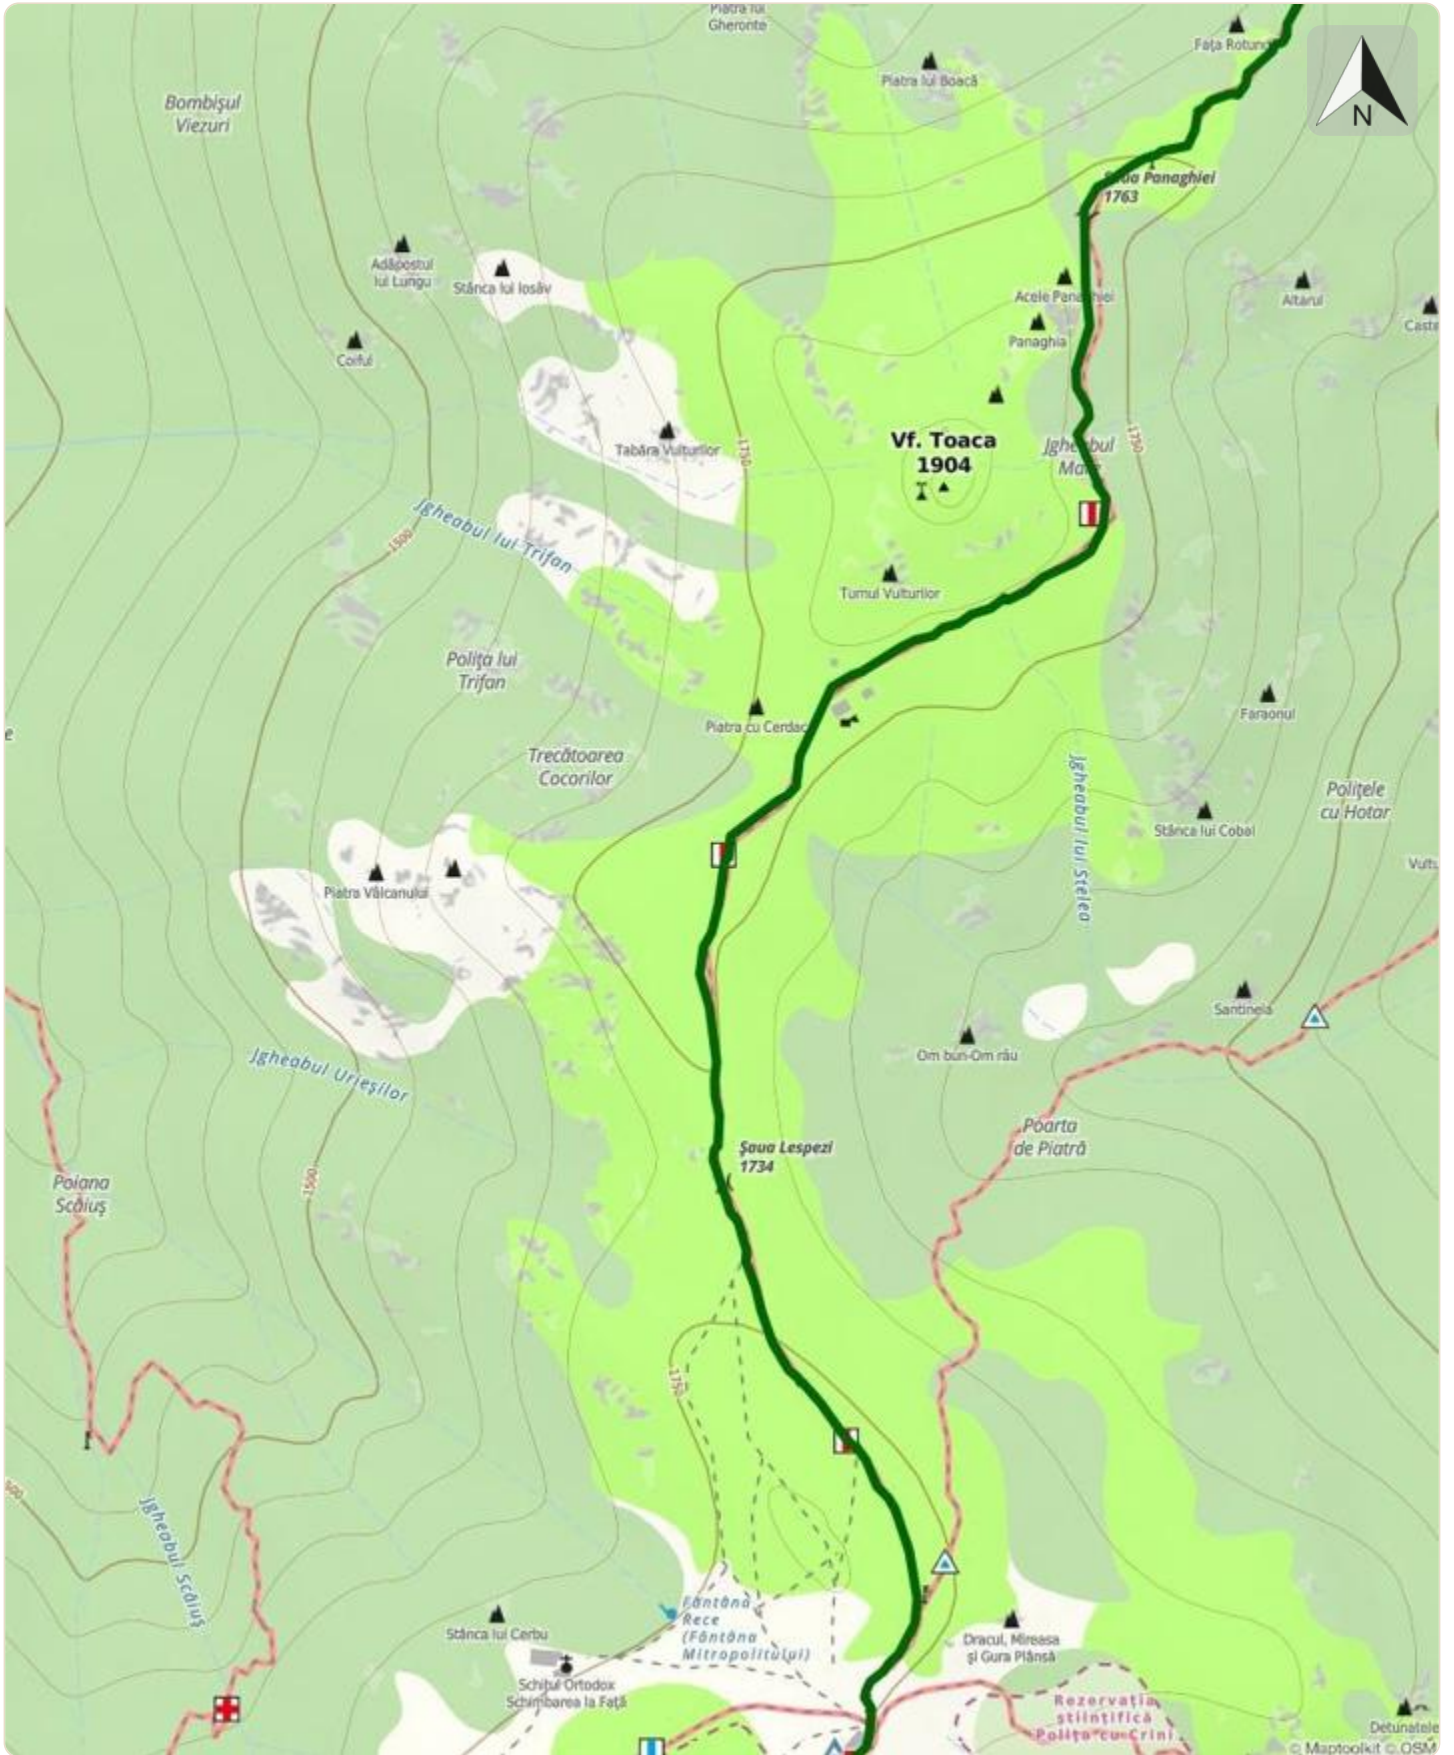 Piatra lui
Gheronte
Fața Rotund
Piatra lui Boacă
Bombișul
Viezuri
N
Panaghiei
1763
Adăpostul
lui Lungu
Stânca lui Iosăv
Acele Panaghiei
Altarul
Panaghia
Coiful
Vf. Toaca
1904
Tabăra Vulturilor
1750
1750
Jgheabul
Mare
Jgheabul lui Trifan
1500
Turnul Vulturilor
Polița lui
Trifan
Faraonul
Piatra cu Cerdac
e
Trecătoarea
Cocorilor
Jgheabul lui Stelea
Polițele
cu Hotar
Stânca lui Cobal
Piatra Vâlcanului
Santinela
Om bun-Om rău
Jgheabul Urieșilor
Poarta
de Piatră
Șaua Lespezi
1734
1500
Poiana
Scăiuș
1750
500
Jgheabul Scăiuș
Fântâna
Rece
(Fântâna
Mitropolitului)
Stânca lui Cerbu
Dracul, Mireasa
și Gura Plânsă
Schitul Ortodox
Schimbarea la Față
Rezervația
științifică
Polița cu Crini
Detunatele
© Maptoolkit © OSM